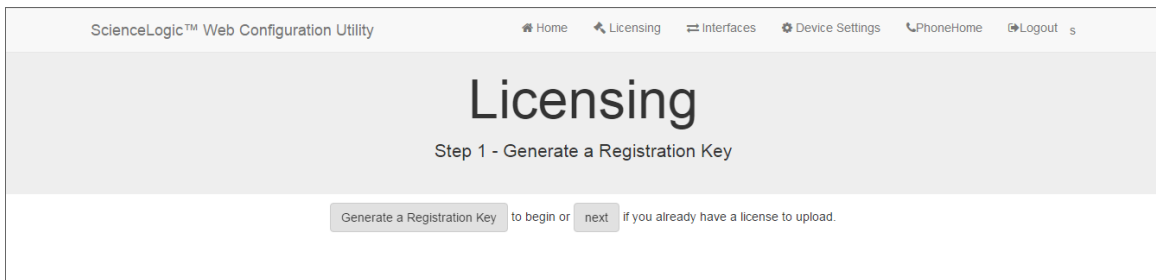 ScienceLogic™ Web Configuration Utility Home Licensing Interfaces Device Settings PhoneHome Logout s
Licensing
Step 1 - Generate a Registration Key
Generate a Registration Key to begin or next if you already have a license to upload.